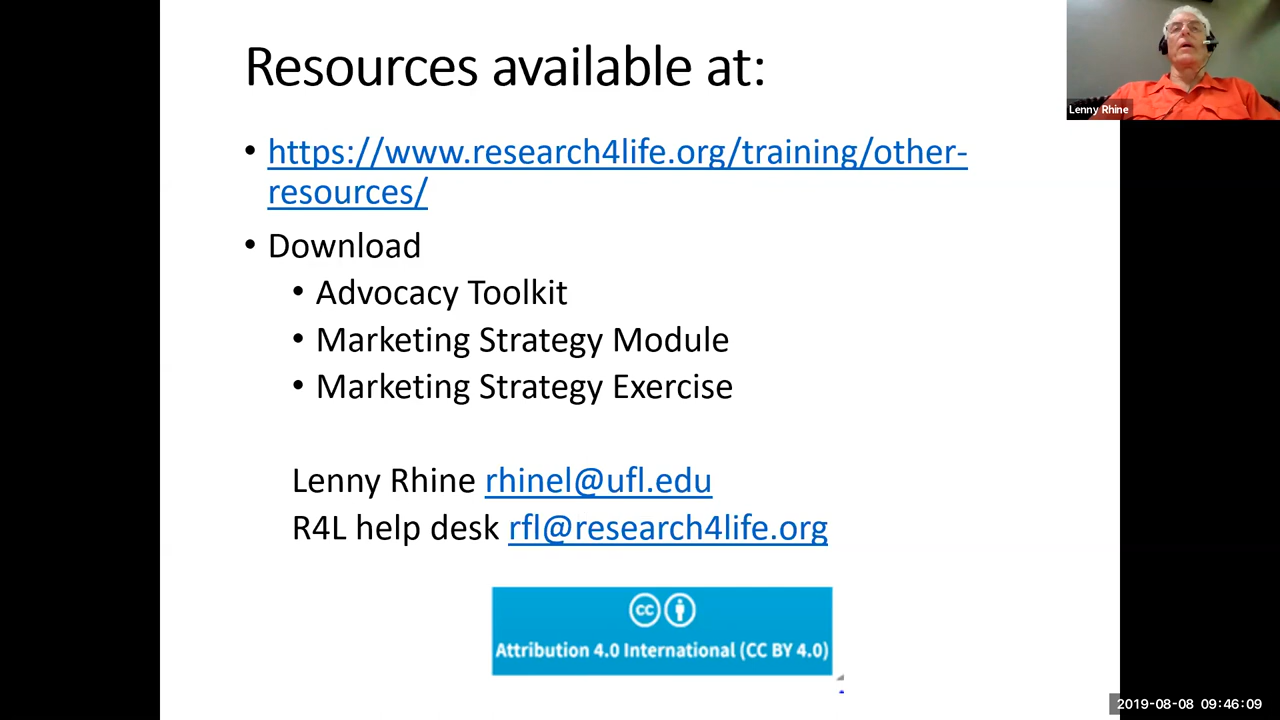 Resources available at:
• https://www.research4life.org/training/other-
resources/
• Download
• Advocacy Toolkit
• Marketing Strategy Module
• Marketing Strategy Exercise
Lenny Rhine rhinel@ufl.edu
R4L help desk rfl@research4life.org
cc
Attribution 4.0 International (CC BY 4.0)
Lenny Rhine
2019-08-08 09:46:09